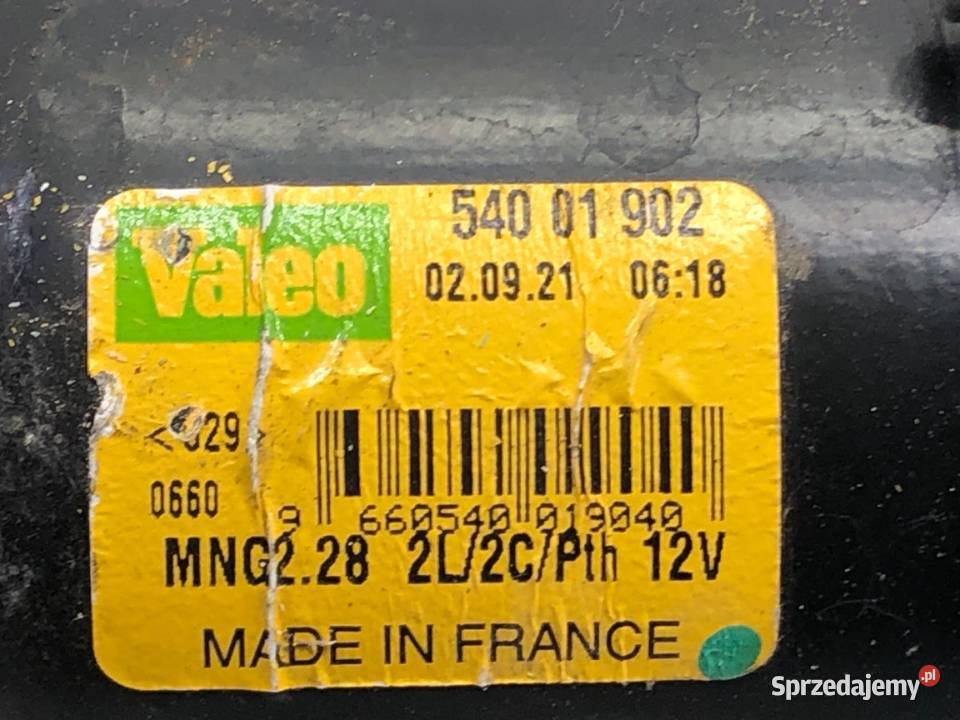 Valeo
540 01 902
02.09.21 06:18
<029>
0660
9 660540 019040
MNG2.28 2L/2C/Pth 12V
MADE IN FRANCE
Sprzedajemy.pl